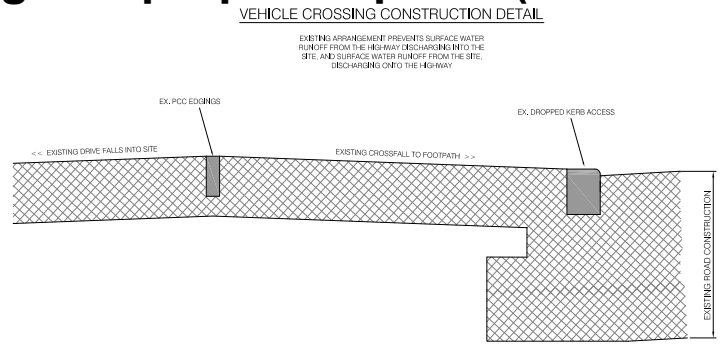 VEHICLE CROSSING CONSTRUCTION DETAIL
EXISTING ARRANGEMENT PREVENTS SURFACE WATER
RUNOFF FROM THE HIGHWAY DISCHARGING INTO THE
SITE, AND SURFACE WATER RUNOFF FROM THE SITE,
DISCHARGING ONTO THE HIGHWAY
EX. PCC EDGINGS
EX. DROPPED KERB ACCESS
<< EXISTING DRIVE FALLS INTO SITE
EXISTING CROSSFALL TO FOOTPATH >>
EXISTING ROAD CONSTRUCTION